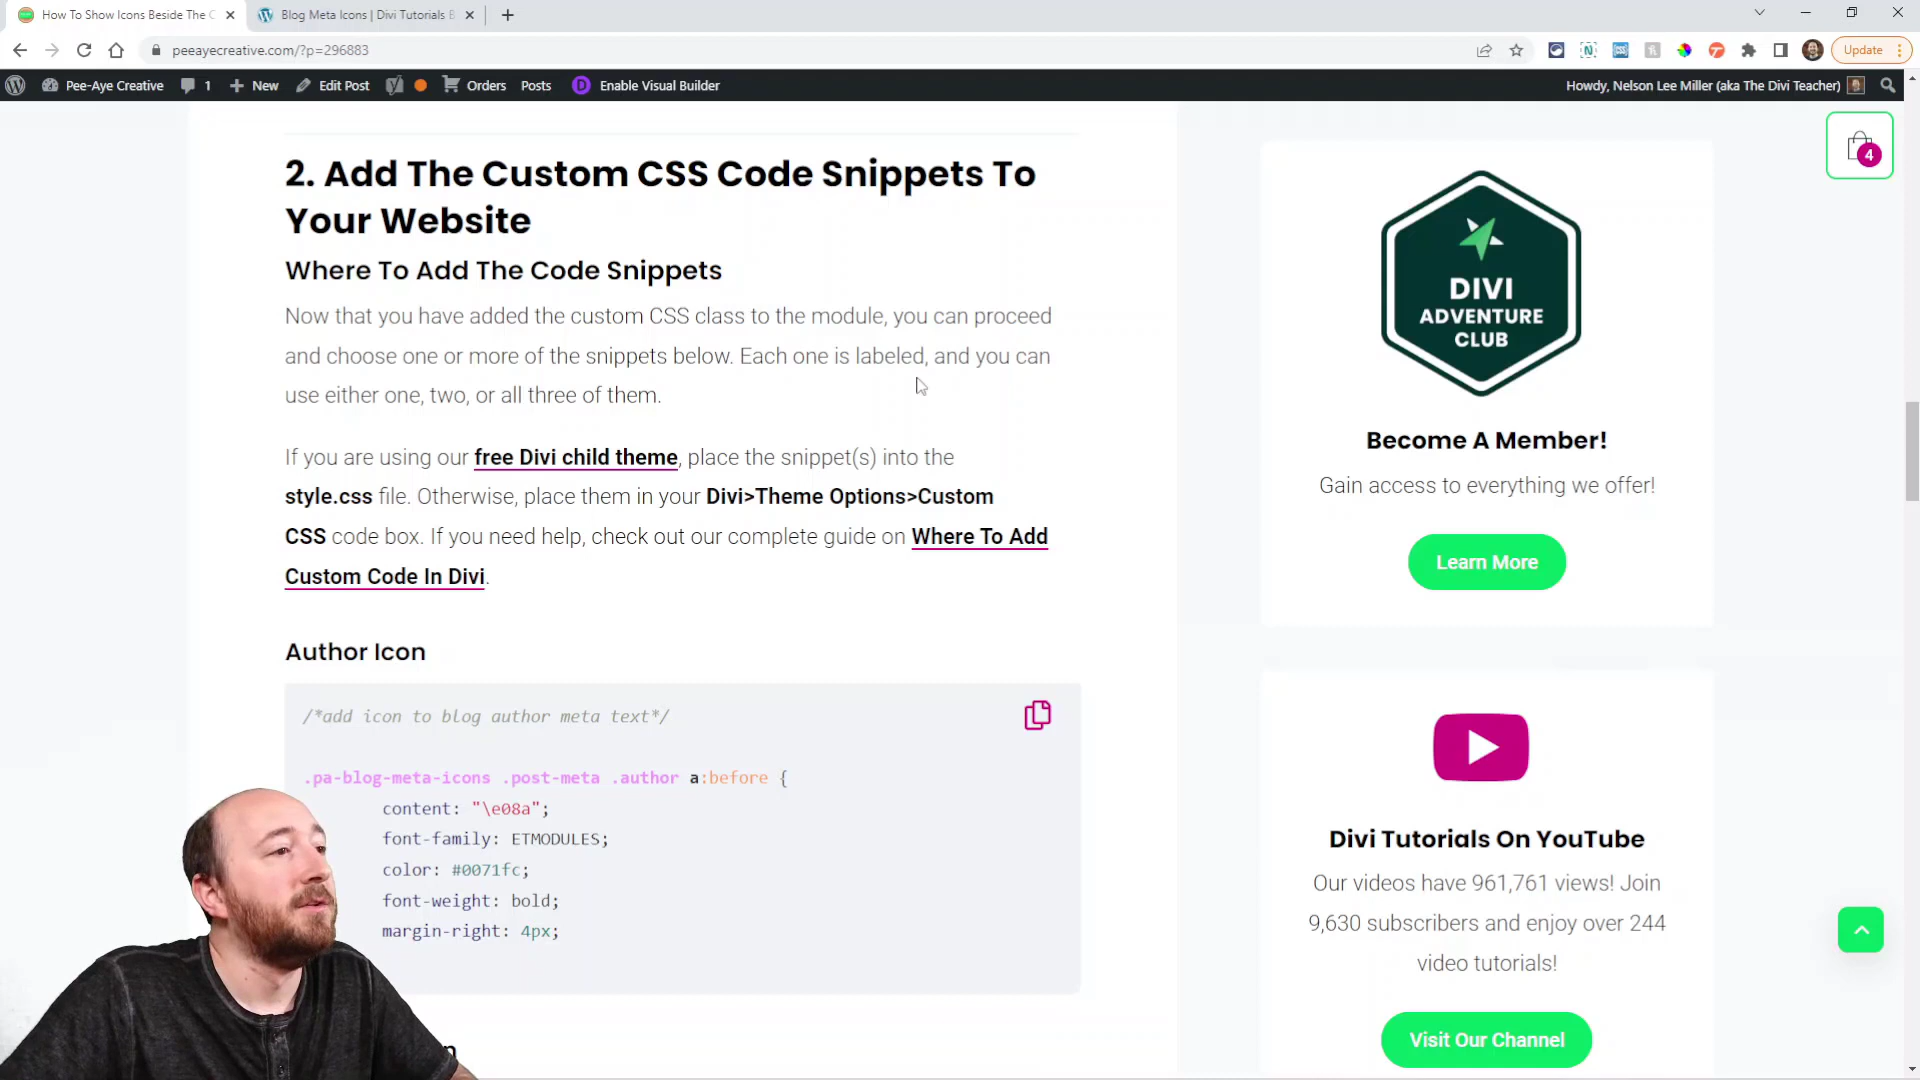 How To Show Icons Beside The C
Blog Meta Icons | Divi Tutorials B
peeayecreative.com/?p=296883
Update
Pee-Aye Creative
1
New
Edit Post
Orders
Posts
D
Enable Visual Builder
Howdy, Nelson Lee Miller (aka The Divi Teacher)
4
2. Add The Custom CSS Code Snippets To
Your Website
Where To Add The Code Snippets
Now that you have added the custom CSS class to the module, you can proceed
and choose one or more of the snippets below. Each one is labeled, and you can
use either one, two, or all three of them.
If you are using our free Divi child theme, place the snippet(s) into the
style.css file. Otherwise, place them in your Divi>Theme Options>Custom
CSS code box. If you need help, check out our complete guide on Where To Add
Custom Code In Divi.
Author Icon
/*add icon to blog author meta text*/
.pa-blog-meta-icons .post-meta .author a:before {
content: "\e08a";
font-family: ETMODULES;
color: #0071fc;
font-weight: bold;
margin-right: 4px;
DIVI
ADVENTURE
CLUB
Become A Member!
Gain access to everything we offer!
Learn More
Divi Tutorials On YouTube
Our videos have 961,761 views! Join
9,630 subscribers and enjoy over 244
video tutorials!
Visit Our Channel